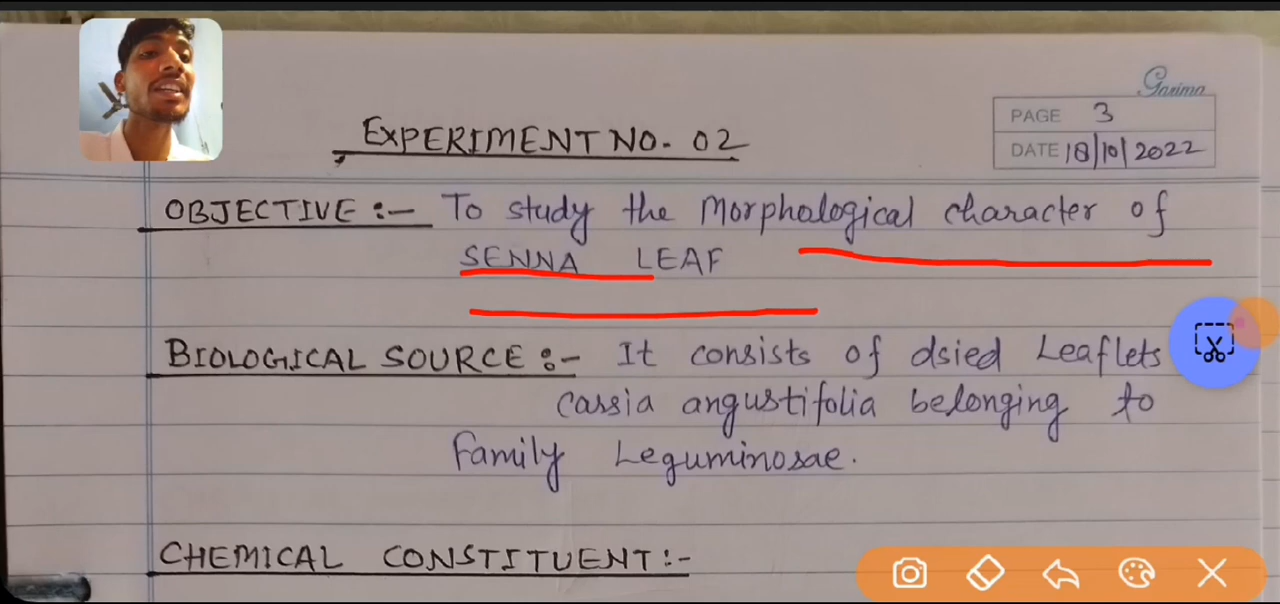 Garima
PAGE 3
DATE 18/10/2022
EXPERIMENT NO. 02
OBJECTIVE :- To study the Morphological character of
SENNA LEAF
BIOLOGICAL SOURCE :- It consists of dsied Leaflets
Cassia angustifolia belonging to
Family Leguminosae.
CHEMICAL CONSTITUENT :-